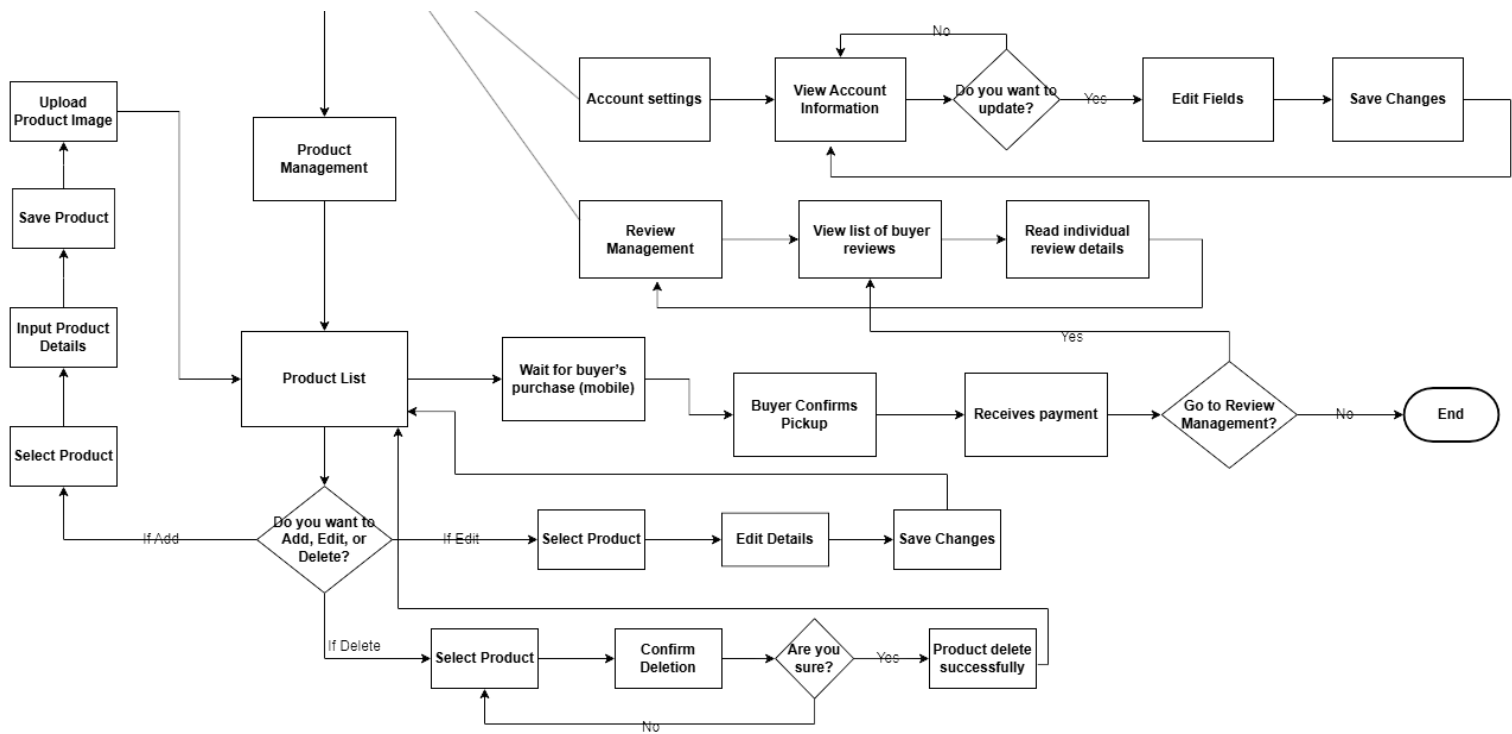 No
Upload
Product Image
Account settings
View Account
Information
Do you want to
update?
Yes
Edit Fields
Save Changes
Product
Management
Save Product
Review
Management
View list of buyer
reviews
Read individual
review details
Input Product
Details
Yes
Product List
Wait for buyer's
purchase (mobile)
Buyer Confirms
Pickup
Receives payment
Go to Review
Management?
No
End
Select Product
Do you want to
Add, Edit, or
Delete?
If Add
If Edit
Select Product
Edit Details
Save Changes
If Delete
Select Product
Confirm
Deletion
Are you
sure?
Yes
Product delete
successfully
No